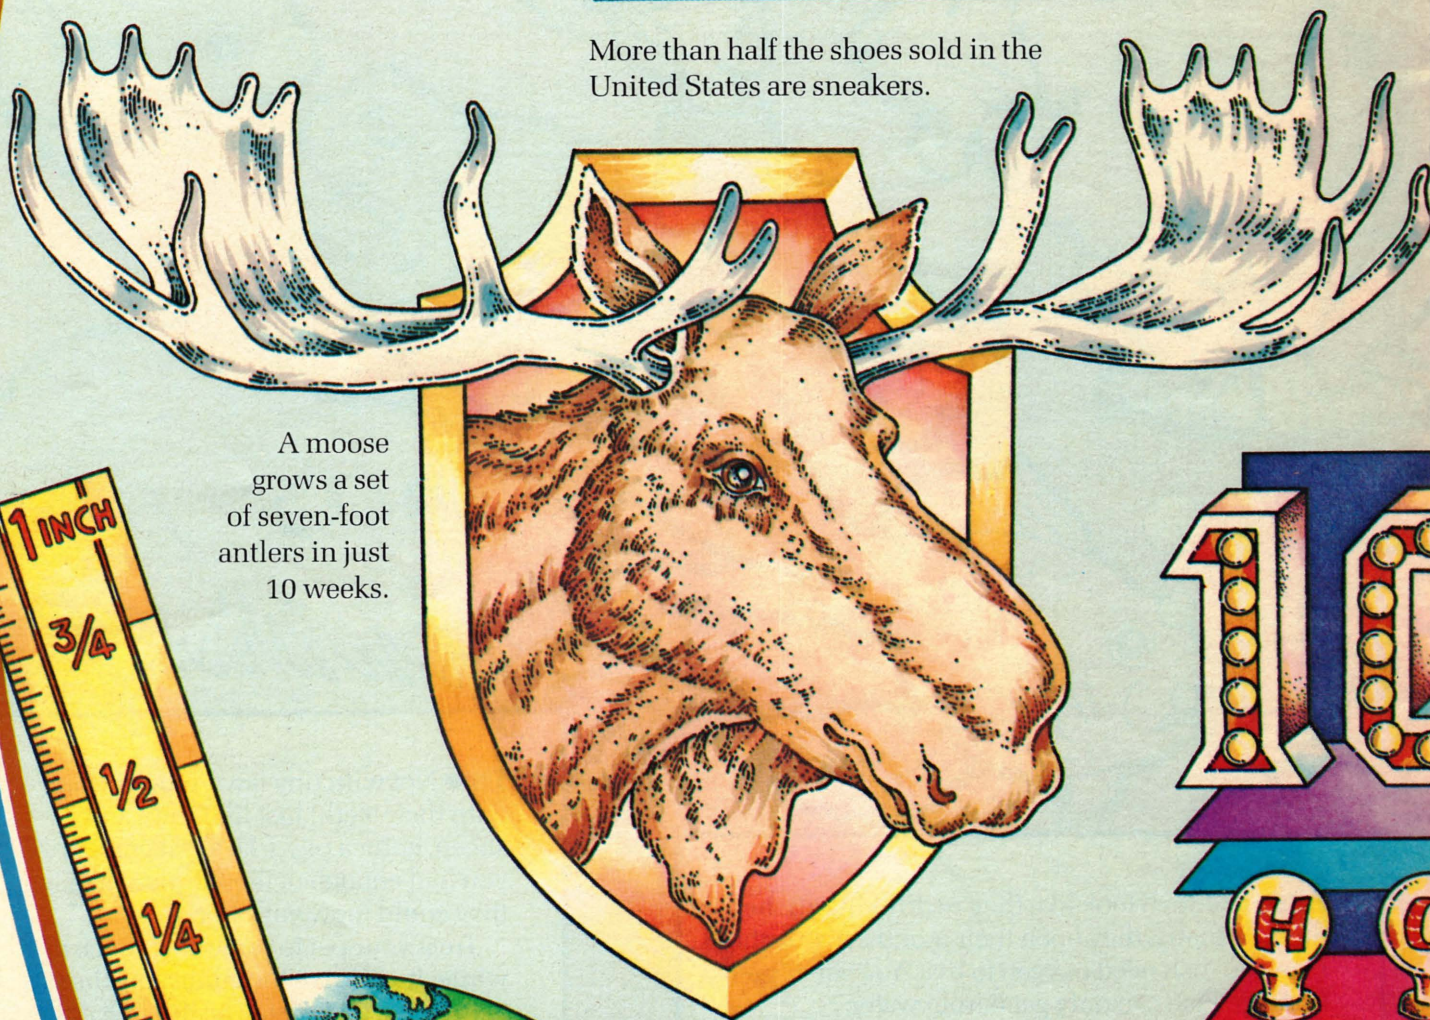 More than half the shoes sold in the
United States are sneakers.
A moose
grows a set
of seven-foot
antlers in just
10 weeks.
1 INCH
3/4
1/2
1/4
10
H